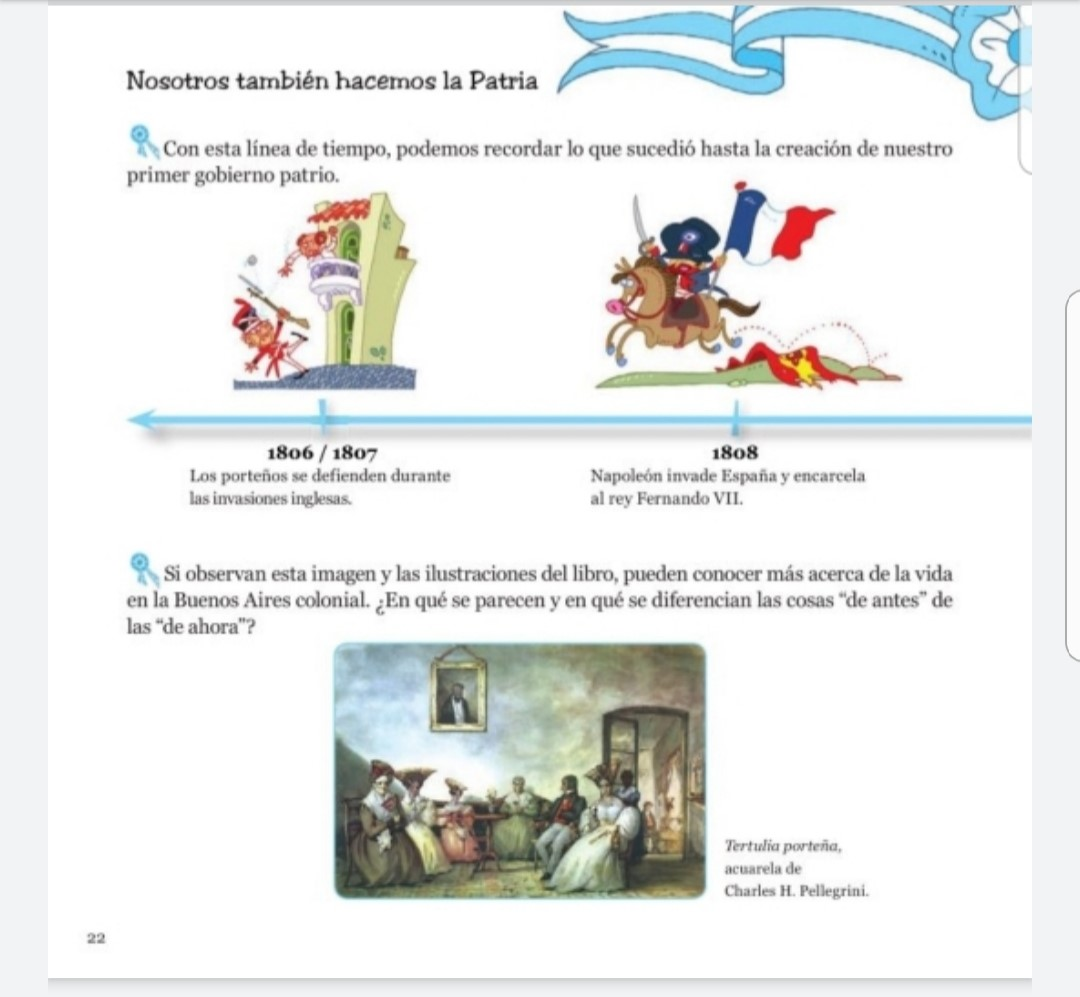 Nosotros también hacemos la Patria
Con esta línea de tiempo, podemos recordar lo que sucedió hasta la creación de nuestro
primer gobierno patrio.
1806 / 1807
Los porteños se defienden durante
las invasiones inglesas.
1808
Napoleón invade España y encarcela
al rey Fernando VII.
Si observan esta imagen y las ilustraciones del libro, pueden conocer más acerca de la vida
en la Buenos Aires colonial. ¿En qué se parecen y en qué se diferencian las cosas “de antes” de
las “de ahora”?
Tertulia porteña,
acuarela de
Charles H. Pellegrini.
22